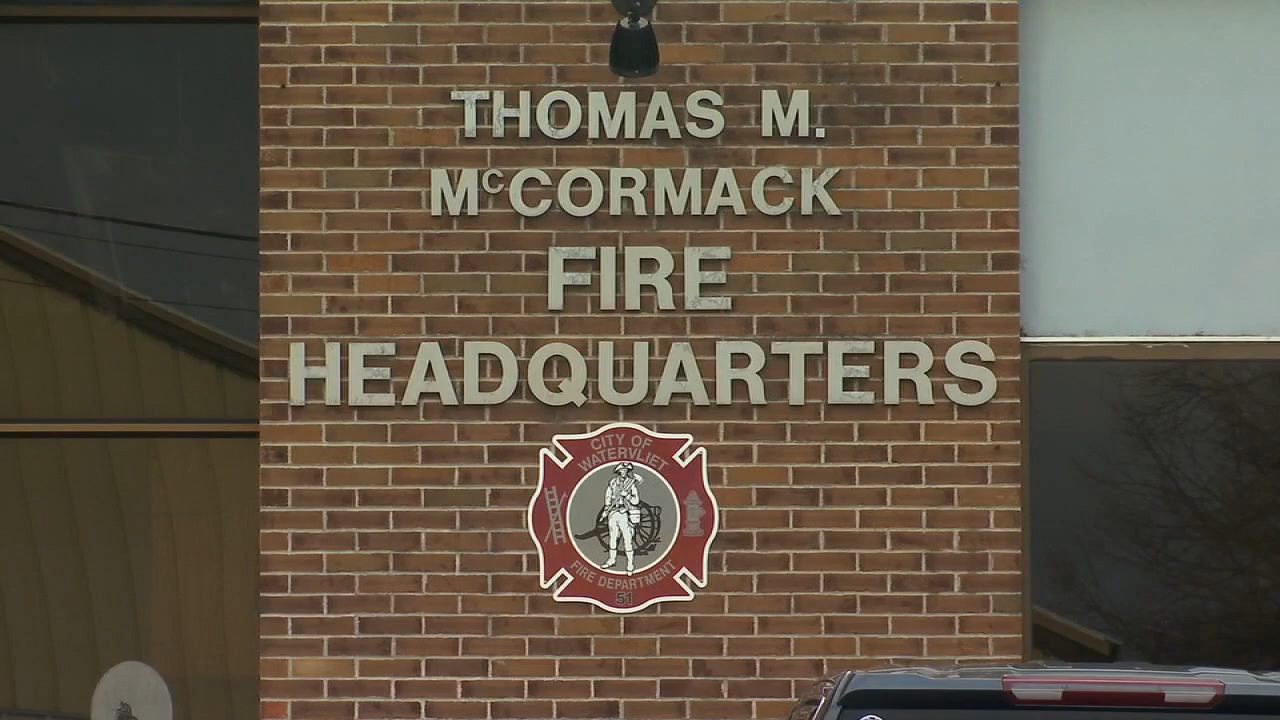 THOMAS M.
McCORMACK
FIRE
HEADQUARTERS
CITY OF
WATERVLIET
FIRE DEPARTMENT
51